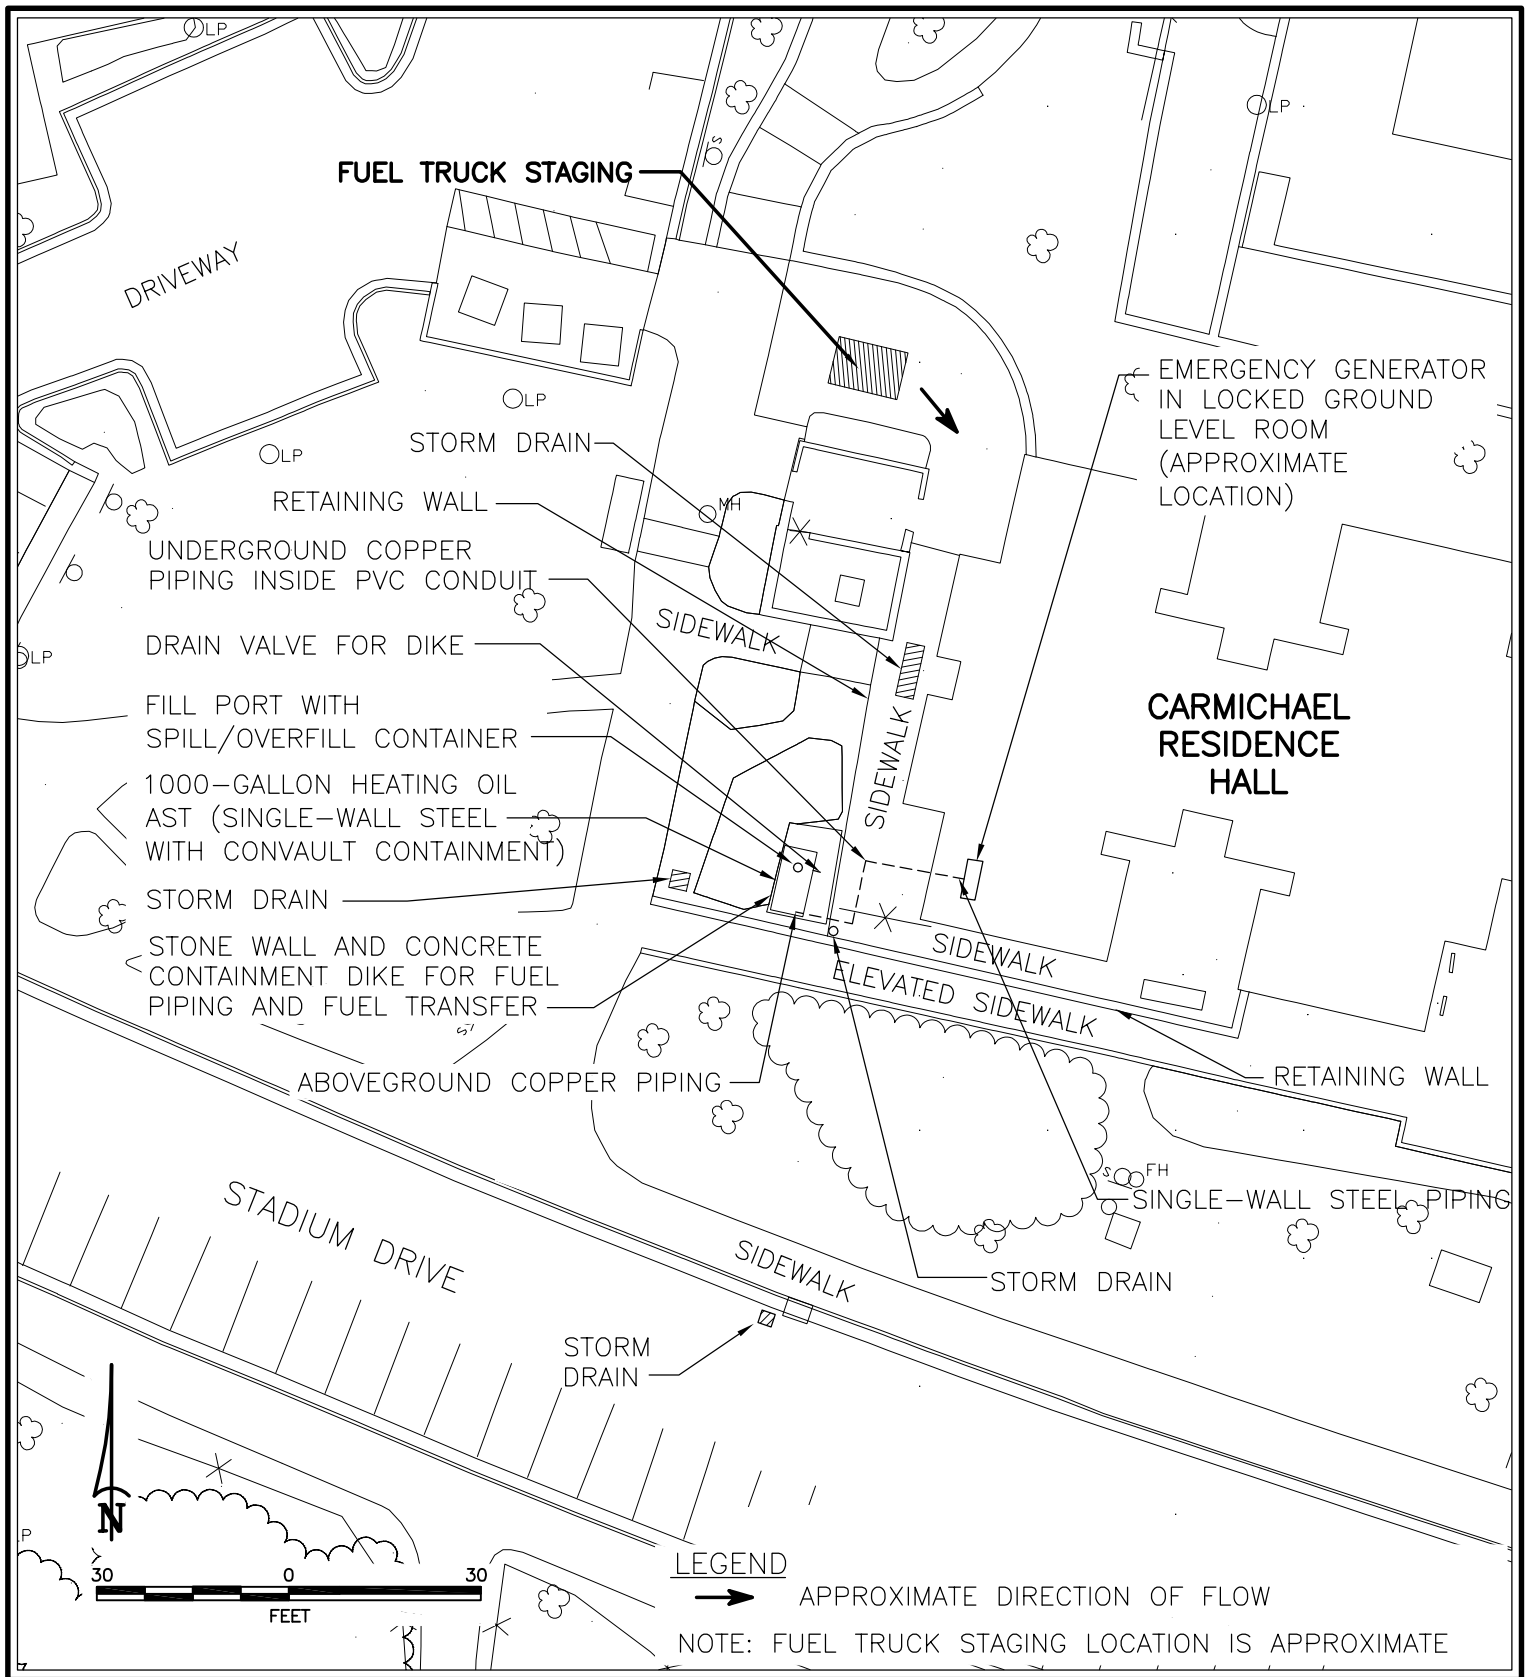 LP
LP
S
FUEL TRUCK STAGING
DRIVEWAY
EMERGENCY GENERATOR
IN LOCKED GROUND
LEVEL ROOM
(APPROXIMATE
LOCATION)
LP
STORM DRAIN
LP
RETAINING WALL
MH
UNDERGROUND COPPER
PIPING INSIDE PVC CONDUIT
SIDEWALK
DRAIN VALVE FOR DIKE
LP
FILL PORT WITH
SPILL/OVERFILL CONTAINER
CARMICHAEL
RESIDENCE
HALL
SIDEWALK
1000-GALLON HEATING OIL
AST (SINGLE-WALL STEEL
WITH CONVAULT CONTAINMENT)
STORM DRAIN
STONE WALL AND CONCRETE
CONTAINMENT DIKE FOR FUEL
PIPING AND FUEL TRANSFER
SIDEWALK
ELEVATED SIDEWALK
S
ABOVEGROUND COPPER PIPING
RETAINING WALL
S
FH
SINGLE-WALL STEEL PIPING
STADIUM DRIVE
SIDEWALK
STORM DRAIN
STORM
DRAIN
N
P
30 0 30
FEET
LEGEND
APPROXIMATE DIRECTION OF FLOW
NOTE: FUEL TRUCK STAGING LOCATION IS APPROXIMATE